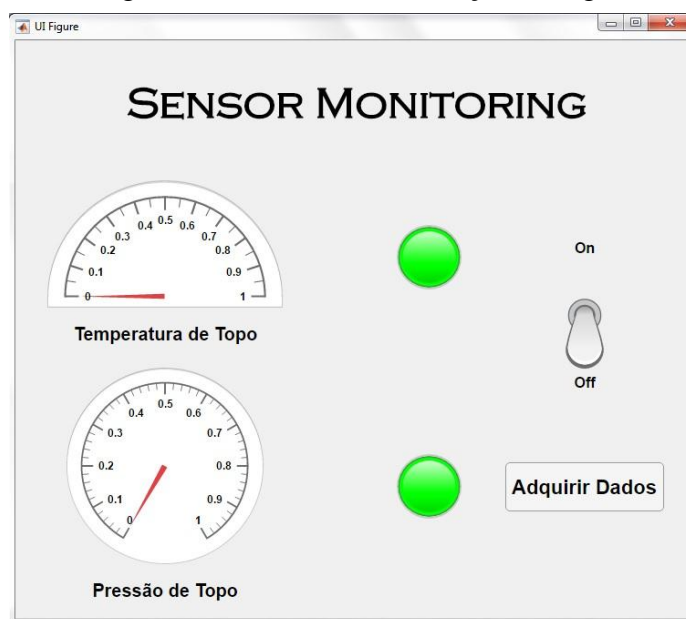 UI Figure
SENSOR MONITORING
0 0.1 0.2 0.3 0.4 0.5 0.6 0.7 0.8 0.9 1
Temperatura de Topo
On
Off
0 0.1 0.2 0.3 0.4 0.5 0.6 0.7 0.8 0.9 1
Adquirir Dados
Pressão de Topo